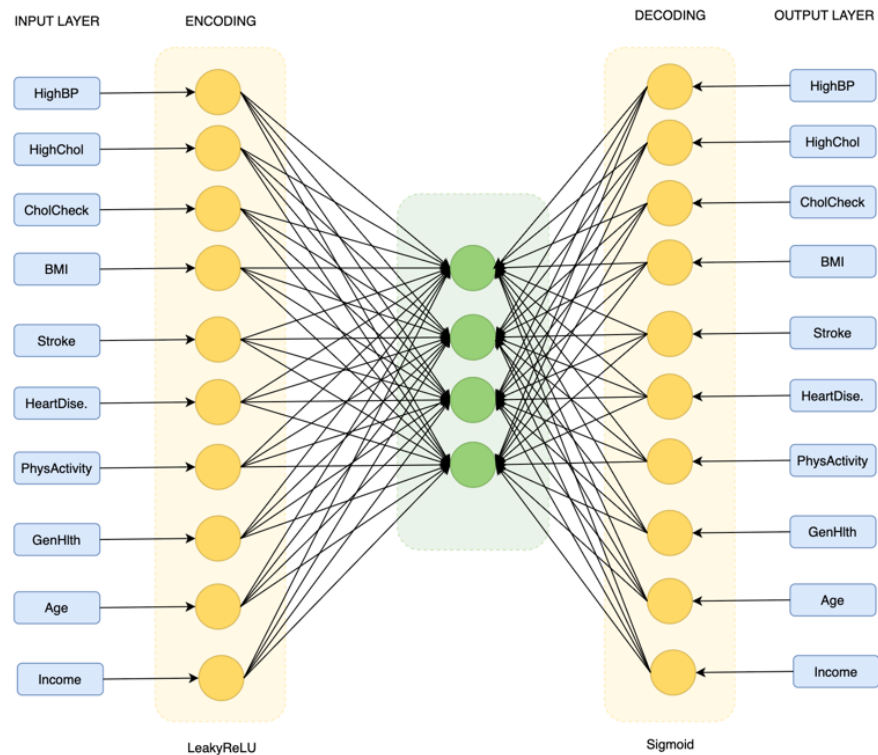 INPUT LAYER
ENCODING
DECODING
OUTPUT LAYER
HighBP
HighBP
HighChol
HighChol
CholCheck
CholCheck
BMI
BMI
Stroke
Stroke
HeartDise.
HeartDise.
PhysActivity
PhysActivity
GenHlth
GenHlth
Age
Age
Income
Income
LeakyReLU
Sigmoid